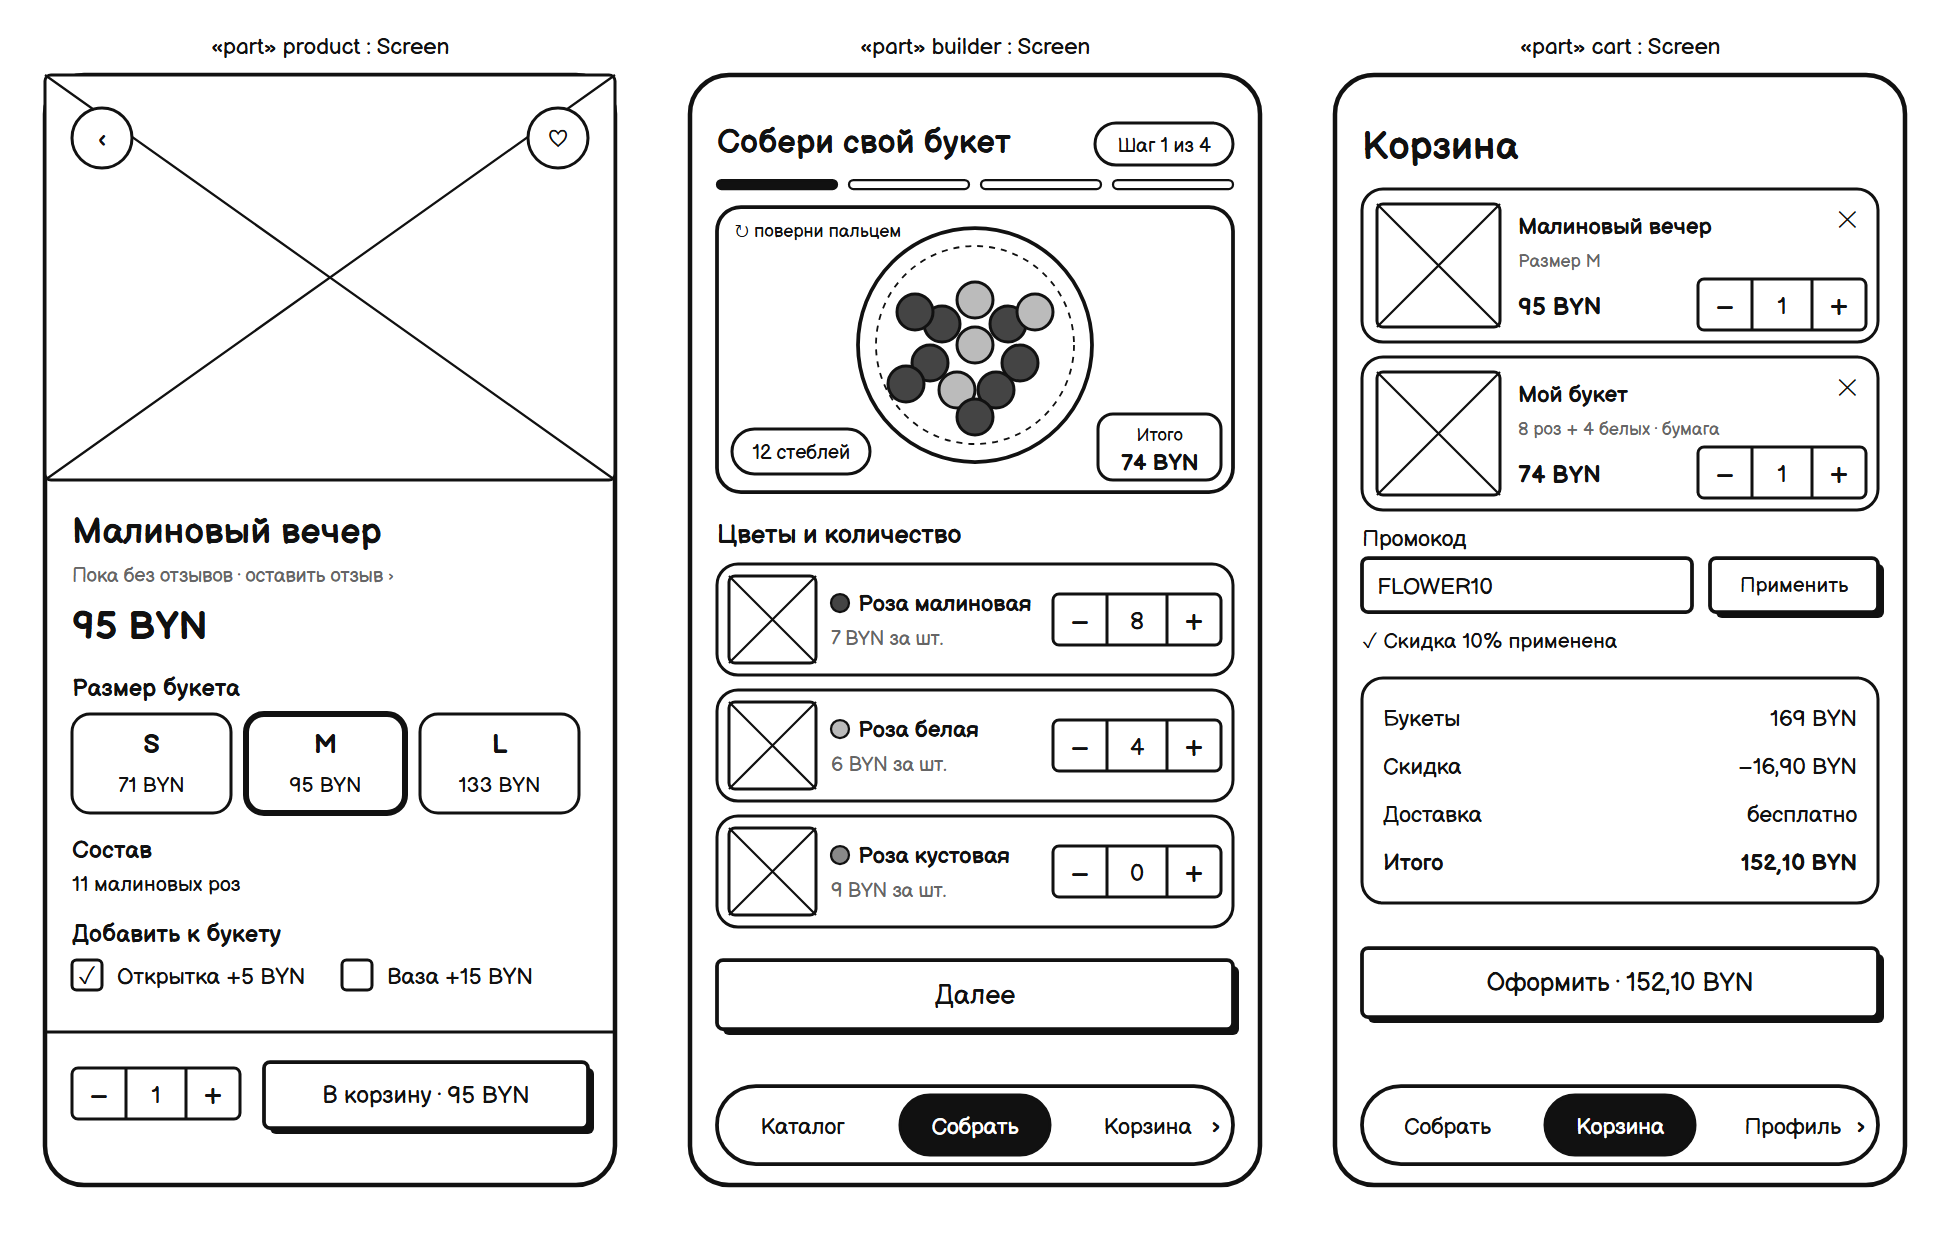 «part» product : Screen
‹
♡
Малиновый вечер
Пока без отзывов · оставить отзыв ›
95 BYN
Размер букета
S
71 BYN
M
95 BYN
L
133 BYN
Состав
11 малиновых роз
Добавить к букету
✓ Открытка +5 BYN
Ваза +15 BYN
− 1 +
В корзину · 95 BYN
«part» builder : Screen
Собери свой букет
Шаг 1 из 4
↻ поверни пальцем
12 стеблей
Итого
74 BYN
Цветы и количество
Роза малиновая
7 BYN за шт.
− 8 +
Роза белая
6 BYN за шт.
− 4 +
Роза кустовая
9 BYN за шт.
− 0 +
Далее
Каталог Собрать Корзина ›
«part» cart : Screen
Корзина
Малиновый вечер
Размер M
95 BYN
− 1 +
Мой букет
8 роз + 4 белых · бумага
74 BYN
− 1 +
Промокод
FLOWER10
Применить
✓ Скидка 10% применена
Букеты 169 BYN
Скидка −16,90 BYN
Доставка бесплатно
Итого 152,10 BYN
Оформить · 152,10 BYN
Собрать Корзина Профиль ›